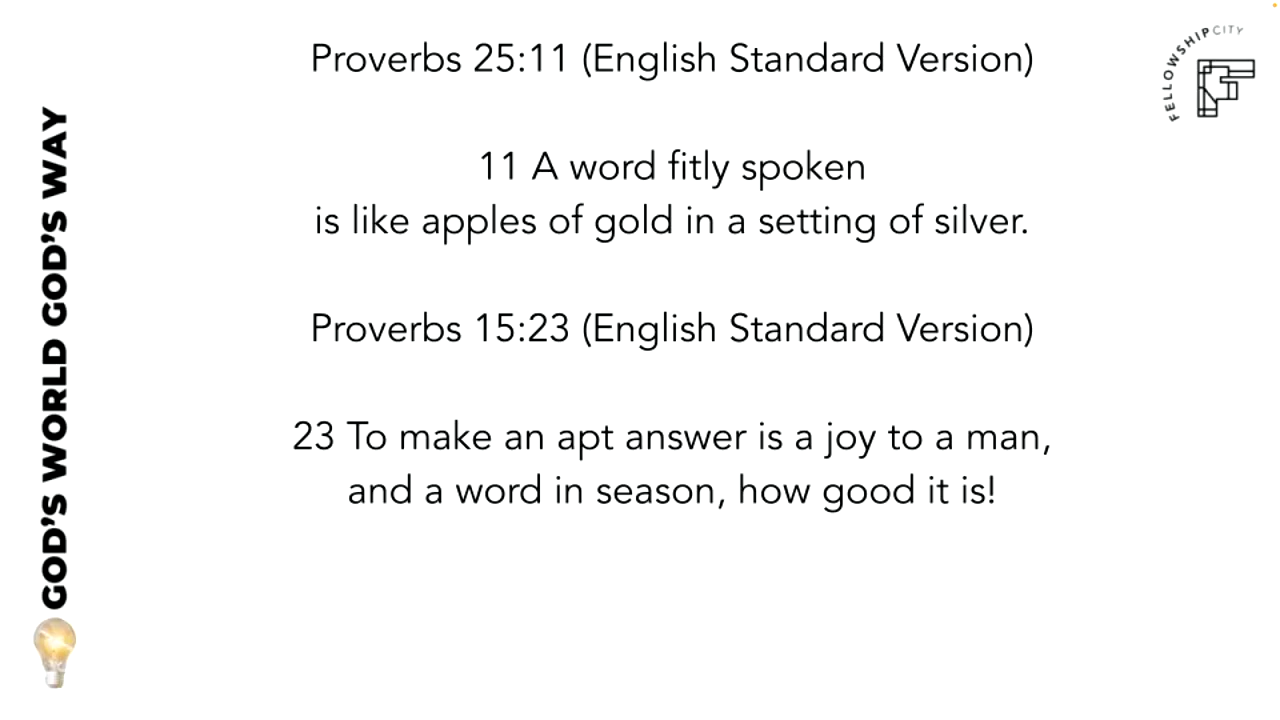 Proverbs 25:11 (English Standard Version)
11 A word fitly spoken
is like apples of gold in a setting of silver.
Proverbs 15:23 (English Standard Version)
23 To make an apt answer is a joy to a man,
and a word in season, how good it is!
GOD'S WORLD GOD'S WAY
FELLOWSHIPCITY